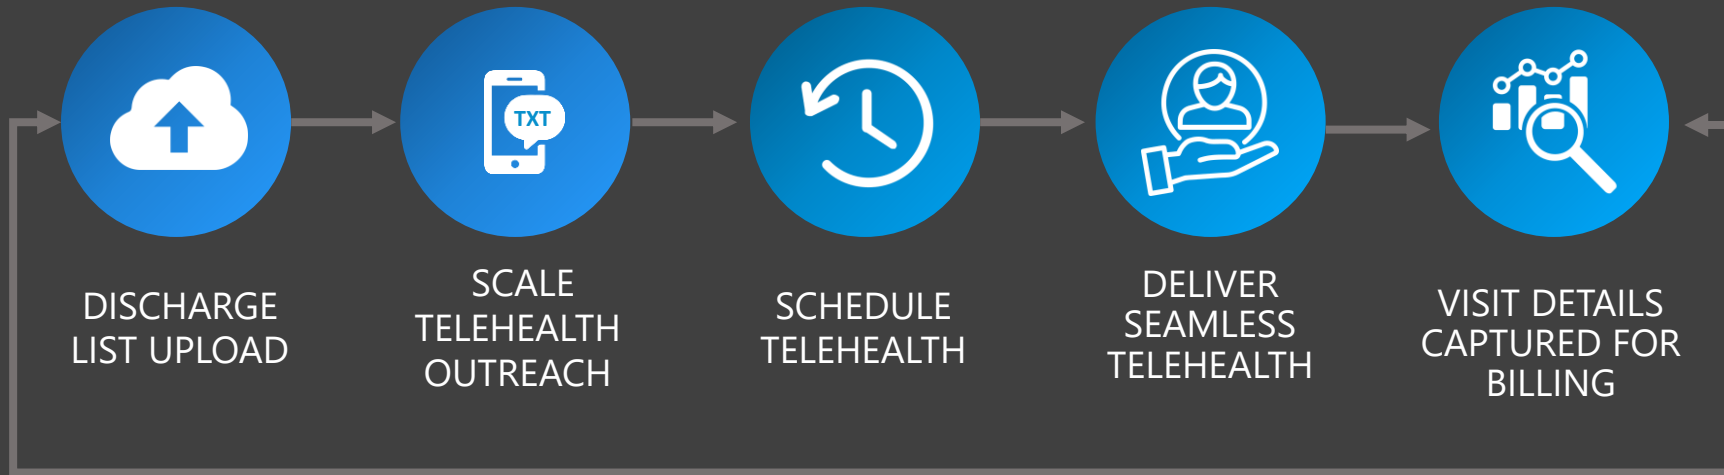 TXT
DISCHARGE
LIST UPLOAD
SCALE
TELEHEALTH
OUTREACH
SCHEDULE
TELEHEALTH
DELIVER
SEAMLESS
TELEHEALTH
VISIT DETAILS
CAPTURED FOR
BILLING